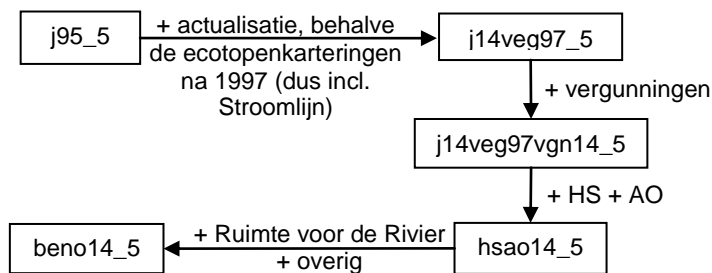 j95_5
+ actualisatie, behalve
de ecotopenkarteringen
na 1997 (dus incl.
Stroomlijn)
j14veg97_5
+ vergunningen
j14veg97vgn14_5
+ HS + AO
hsao14_5
+ Ruimte voor de Rivier
+ overig
beno14_5